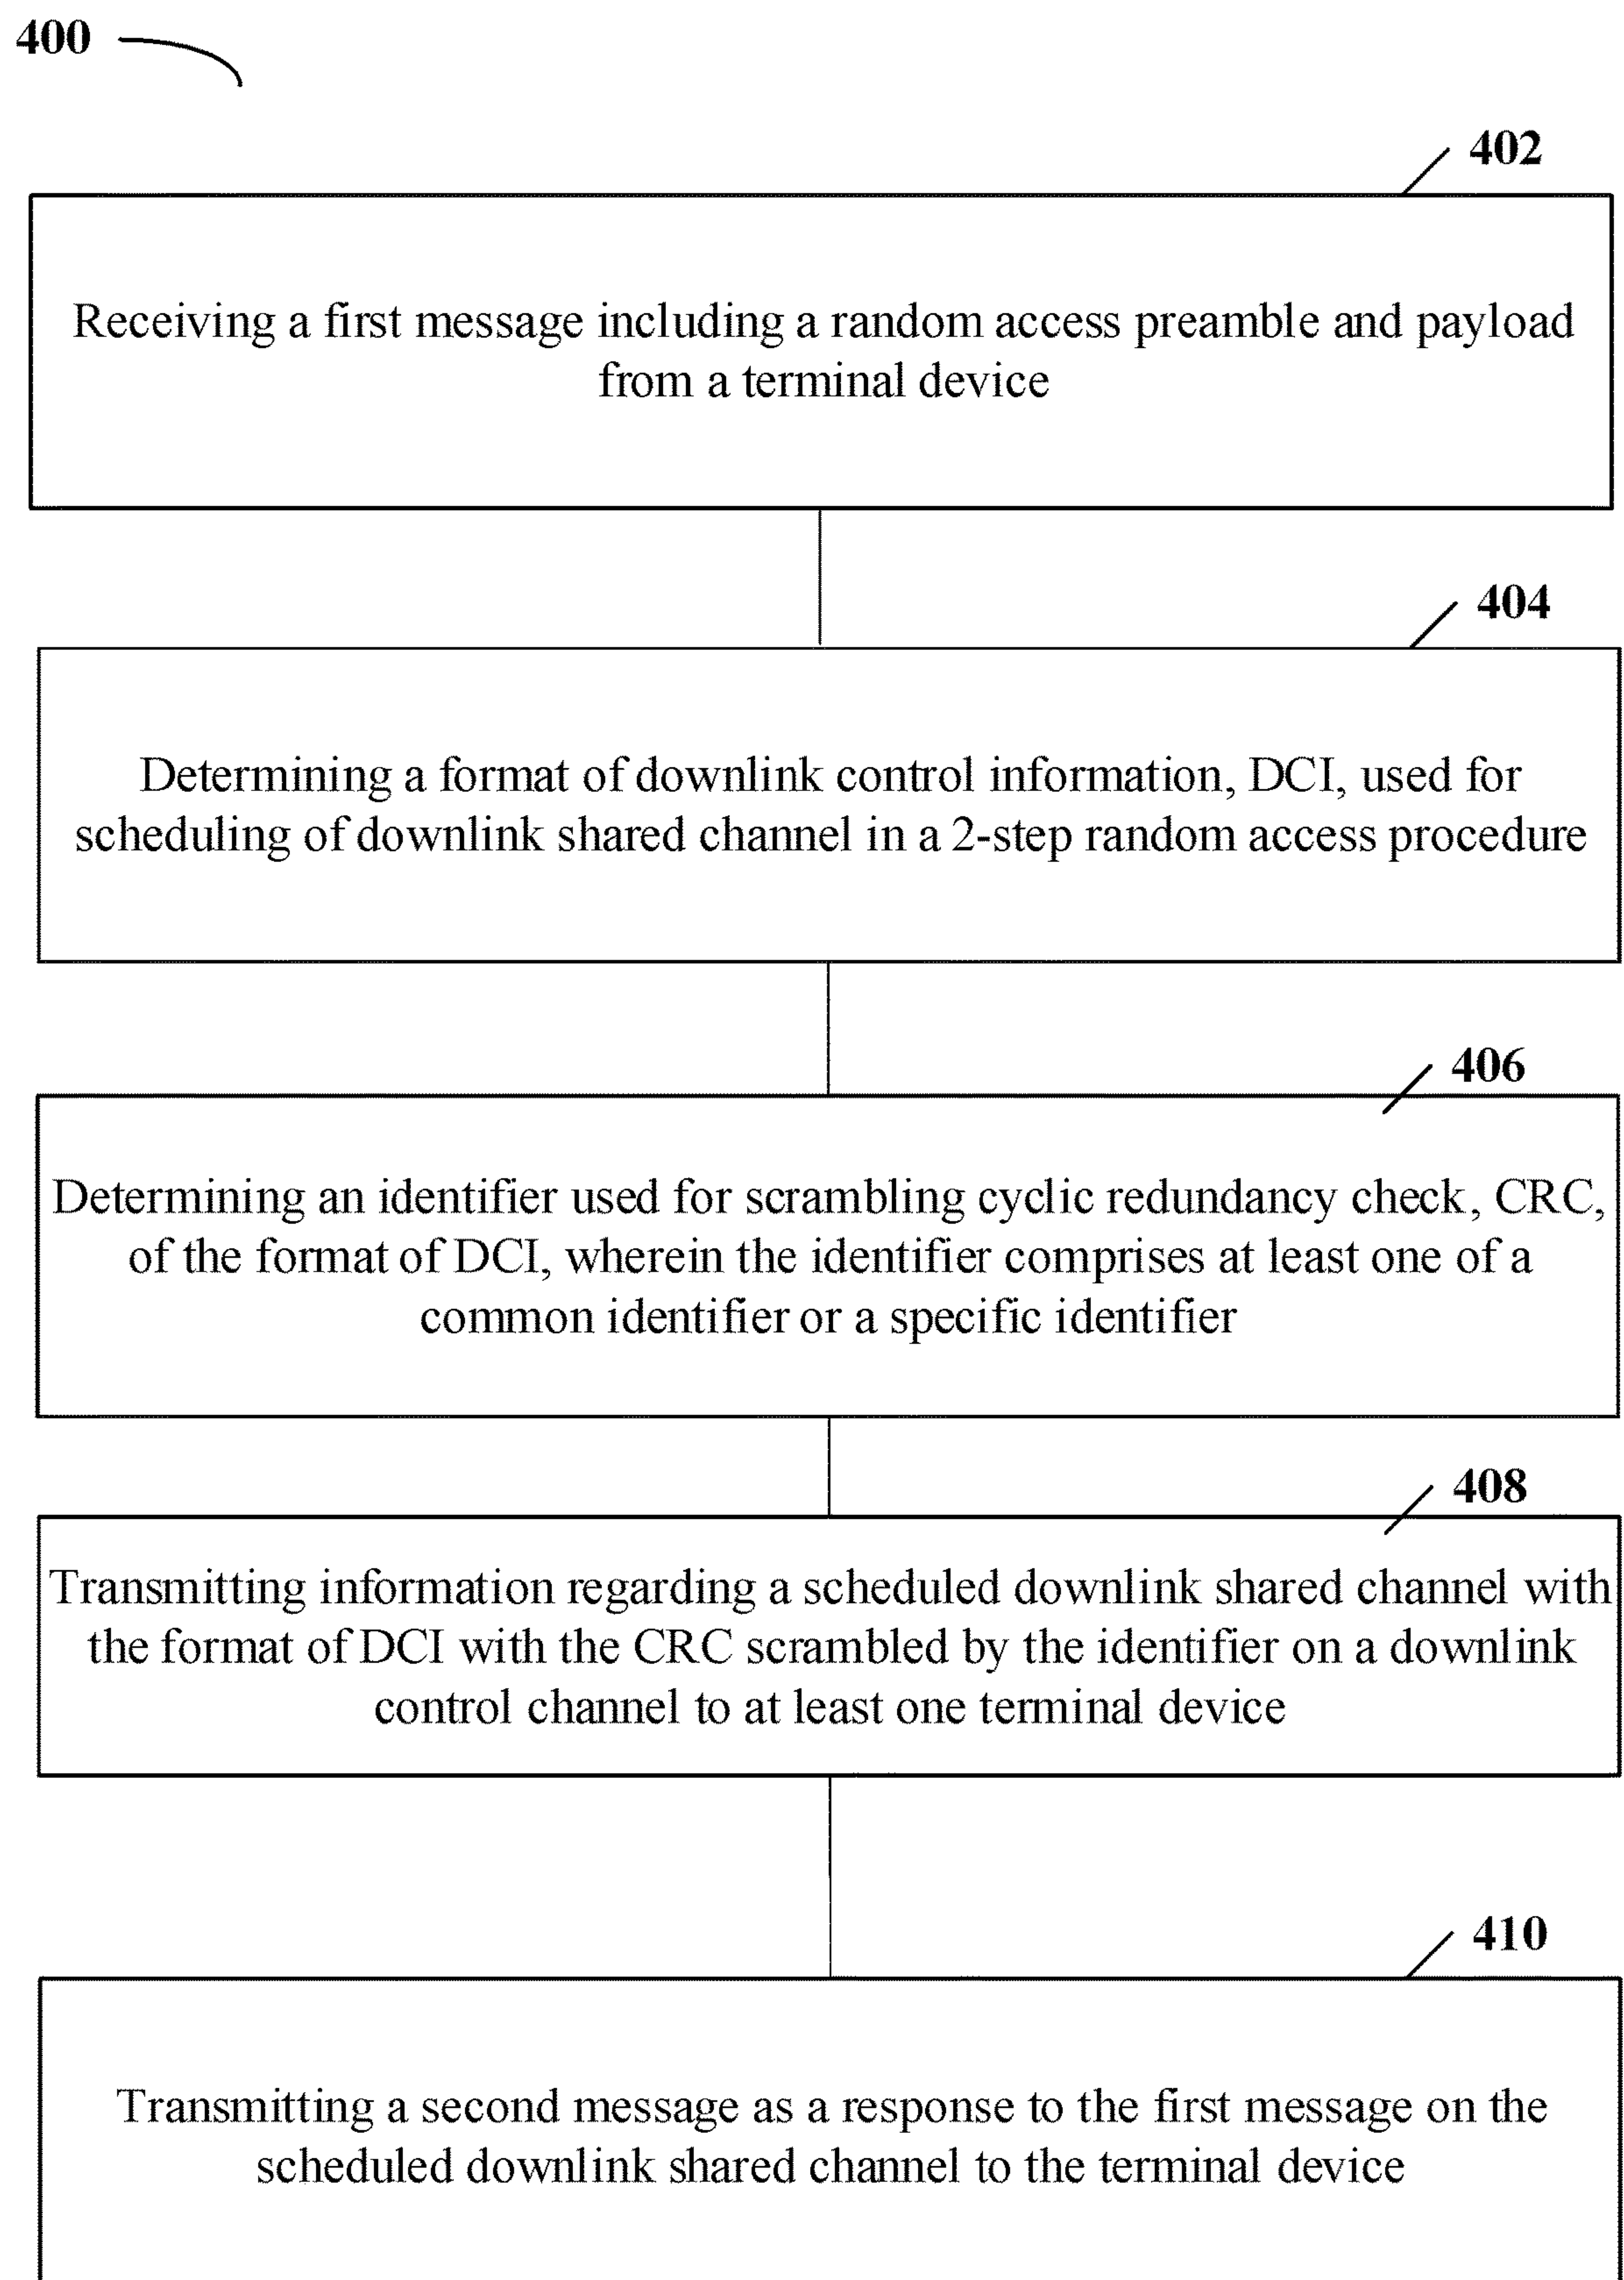 400
402
Receiving a first message including a random access preamble and payload
from a terminal device
404
Determining a format of downlink control information, DCI, used for
scheduling of downlink shared channel in a 2-step random access procedure
406
Determining an identifier used for scrambling cyclic redundancy check, CRC,
of the format of DCI, wherein the identifier comprises at least one of a
common identifier or a specific identifier
408
Transmitting information regarding a scheduled downlink shared channel with
the format of DCI with the CRC scrambled by the identifier on a downlink
control channel to at least one terminal device
410
Transmitting a second message as a response to the first message on the
scheduled downlink shared channel to the terminal device